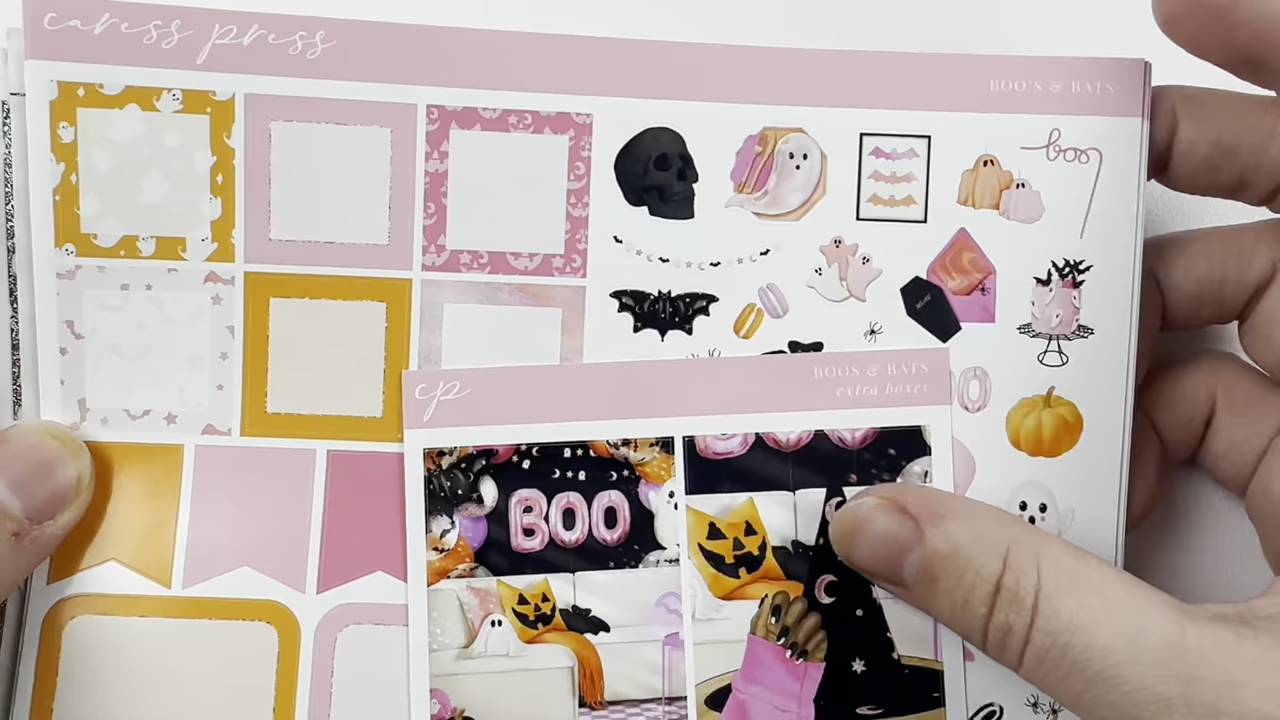 caress press
BOO'S & BATS
boo
cp
BOOS & BATS
extra boxes
BOO